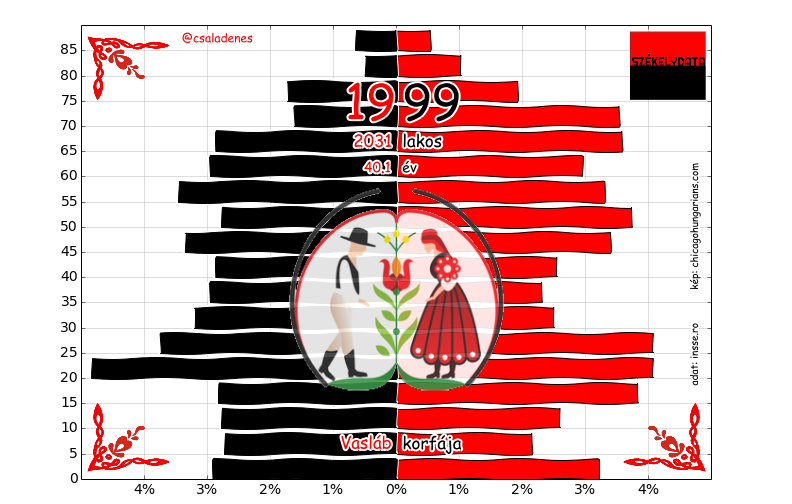 @csaladenes
SZÉKELYDATA
1999
2031 lakos
40.1 év
kép: chicagohungarians.com
adat: insse.ro
Vasláb korfája
85
80
75
70
65
60
55
50
45
40
35
30
25
20
15
10
5
0
4% 3% 2% 1% 0% 1% 2% 3% 4%